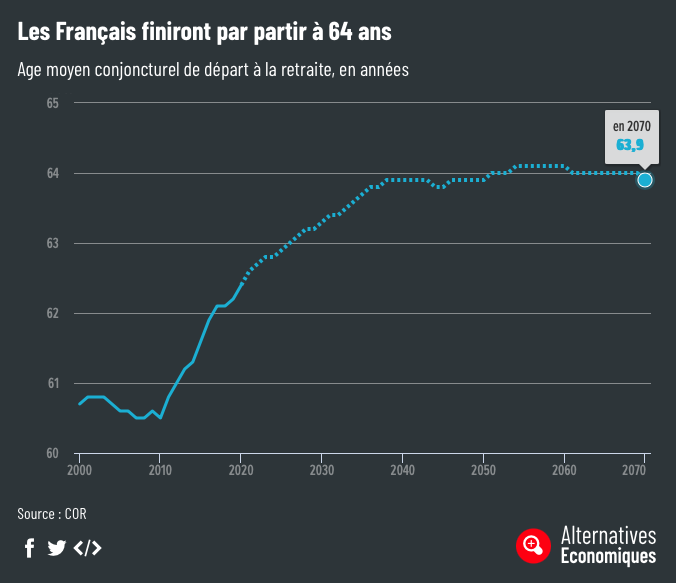 Les Français finiront par partir à 64 ans
Age moyen conjoncturel de départ à la retraite, en années
65
en 2070
63,9
64
63
62
61
60
2000 2010 2020 2030 2040 2050 2060 2070
Source : COR
Alternatives
Economiques